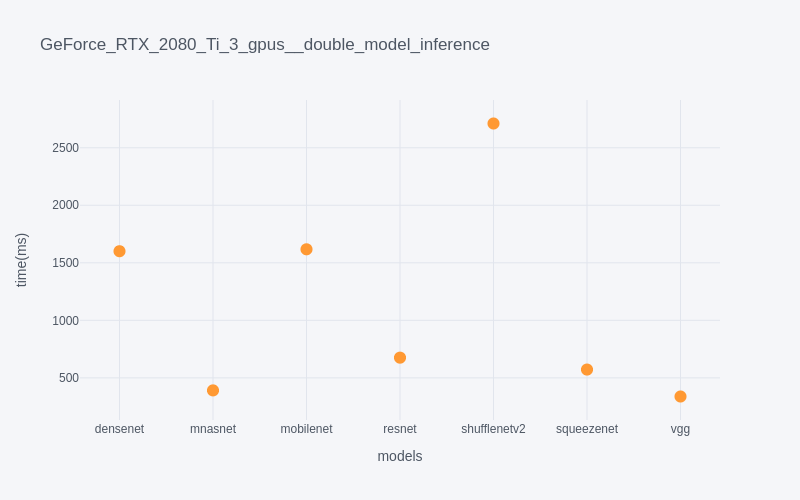 GeForce_RTX_2080_Ti_3_gpus__double_model_inference
time(ms)
2500
2000
1500
1000
500
densenet mnasnet mobilenet resnet shufflenetv2 squeezenet vgg
models